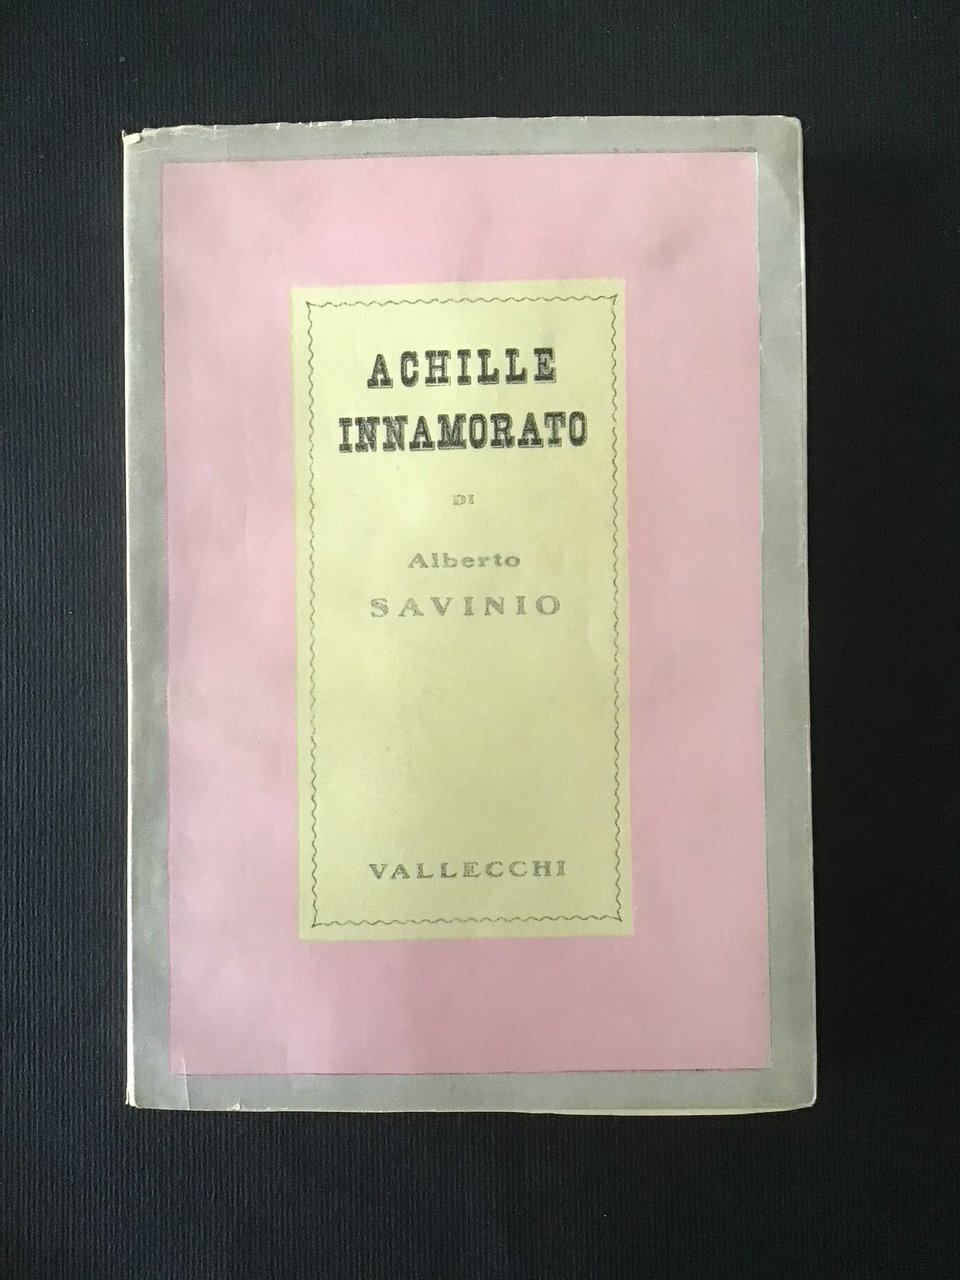 ACHILLE
INNAMORATO
DI
Alberto
SAVINIO
VALLECCHI